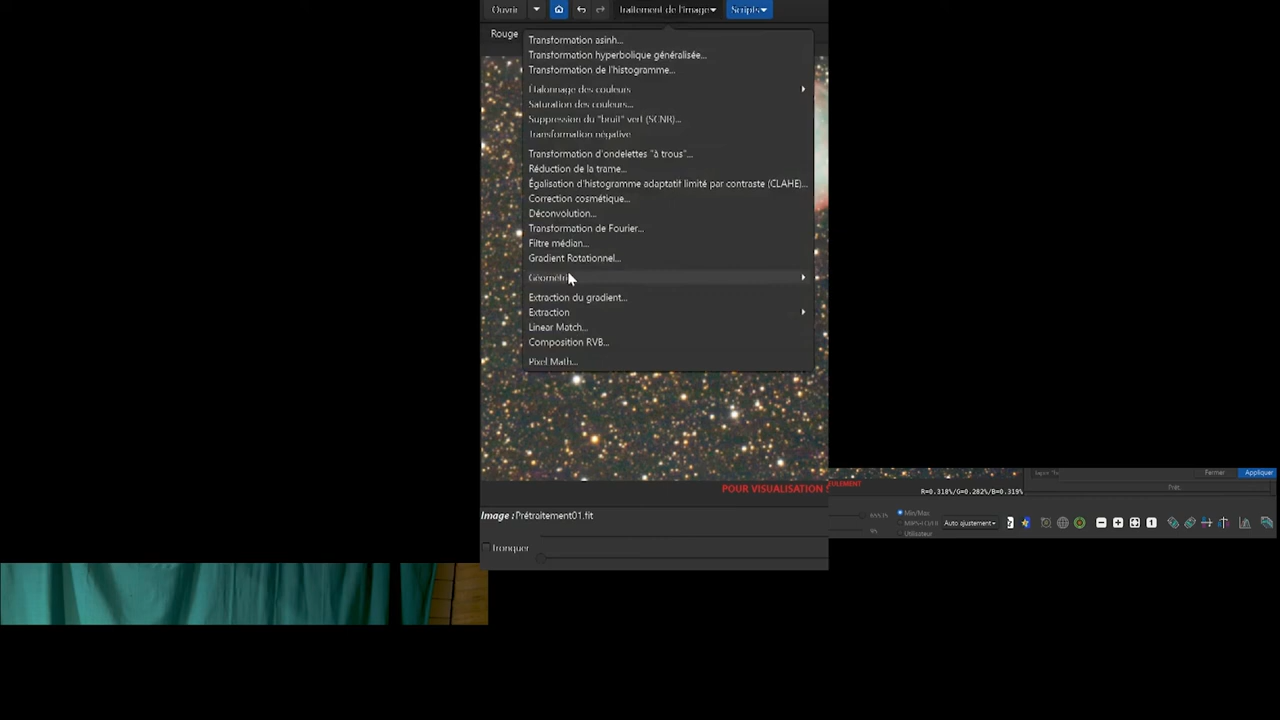 Ouvrir
Traitement de l'image
Scripts
Rouge
Transformation asinh...
Transformation hyperbolique généralisée...
Transformation de l'histogramme...
Étalonnage des couleurs
Saturation des couleurs...
Suppression du "bruit" vert (SCNR)...
Transformation négative
Transformation d'ondelettes "à trous"...
Réduction de la trame...
Égalisation d'histogramme adaptatif limité par contraste (CLAHE)...
Correction cosmétique...
Déconvolution...
Transformation de Fourier...
Filtre médian...
Gradient Rotationnel...
Géométri
Extraction du gradient...
Extraction
Linear Match...
Composition RVB...
Pixel Math...
POUR VISUALISATION
Image : Prétraitement01.fit
Tronquer
Fermer
Appliquer
R=0.318%/G=0.282%/B=0.319%
Prêt.
65535
Min/Max
Auto ajustement
Utilisateur